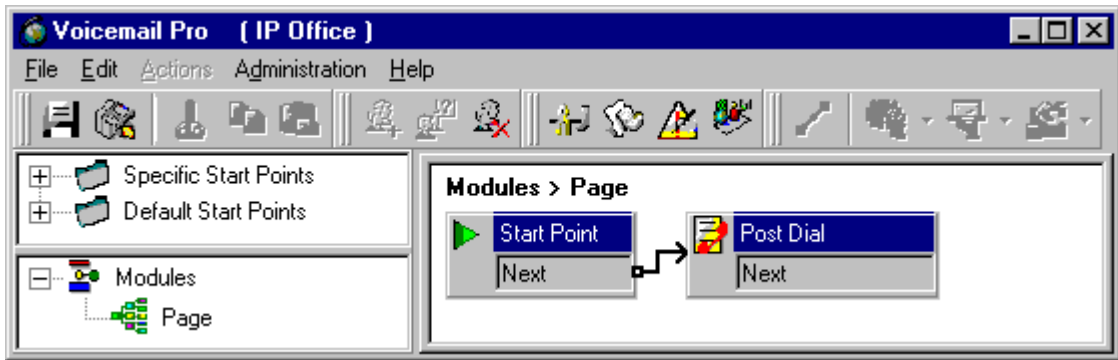 Voicemail Pro ( IP Office )
File Edit Actions Administration Help
Specific Start Points
Default Start Points
Modules
Page
Modules > Page
Start Point
Next
Post Dial
Next